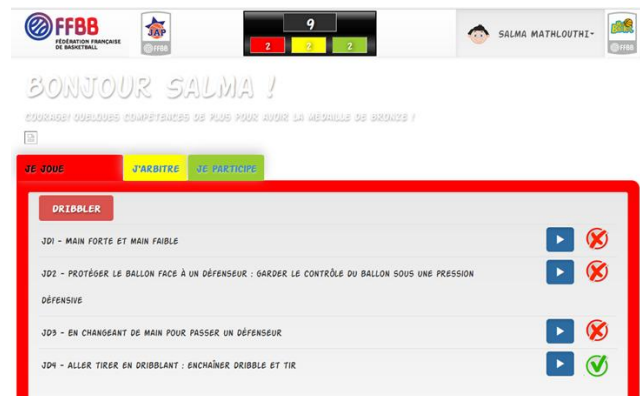 FFBB
FÉDÉRATION FRANÇAISE
DE BASKETBALL
JAP
FFBB
9
2 2 2
SALMA MATHLOUTHI
FFBB
BONJOUR SALMA !
COURAGE! QUELQUES COMPÉTENCES DE PLUS POUR AVOIR LA MEDAILLE DE BRONZE !
JE JOUE
J'ARBITRE
JE PARTICIPE
DRIBBLER
JD1 - MAIN FORTE ET MAIN FAIBLE
JD2 - PROTÉGER LE BALLON FACE À UN DÉFENSEUR : GARDER LE CONTRÔLE DU BALLON SOUS UNE PRESSION
DÉFENSIVE
JD3 - EN CHANGEANT DE MAIN POUR PASSER UN DÉFENSEUR
JD4 - ALLER TIRER EN DRIBBLANT : ENCHAÎNER DRIBBLE ET TIR